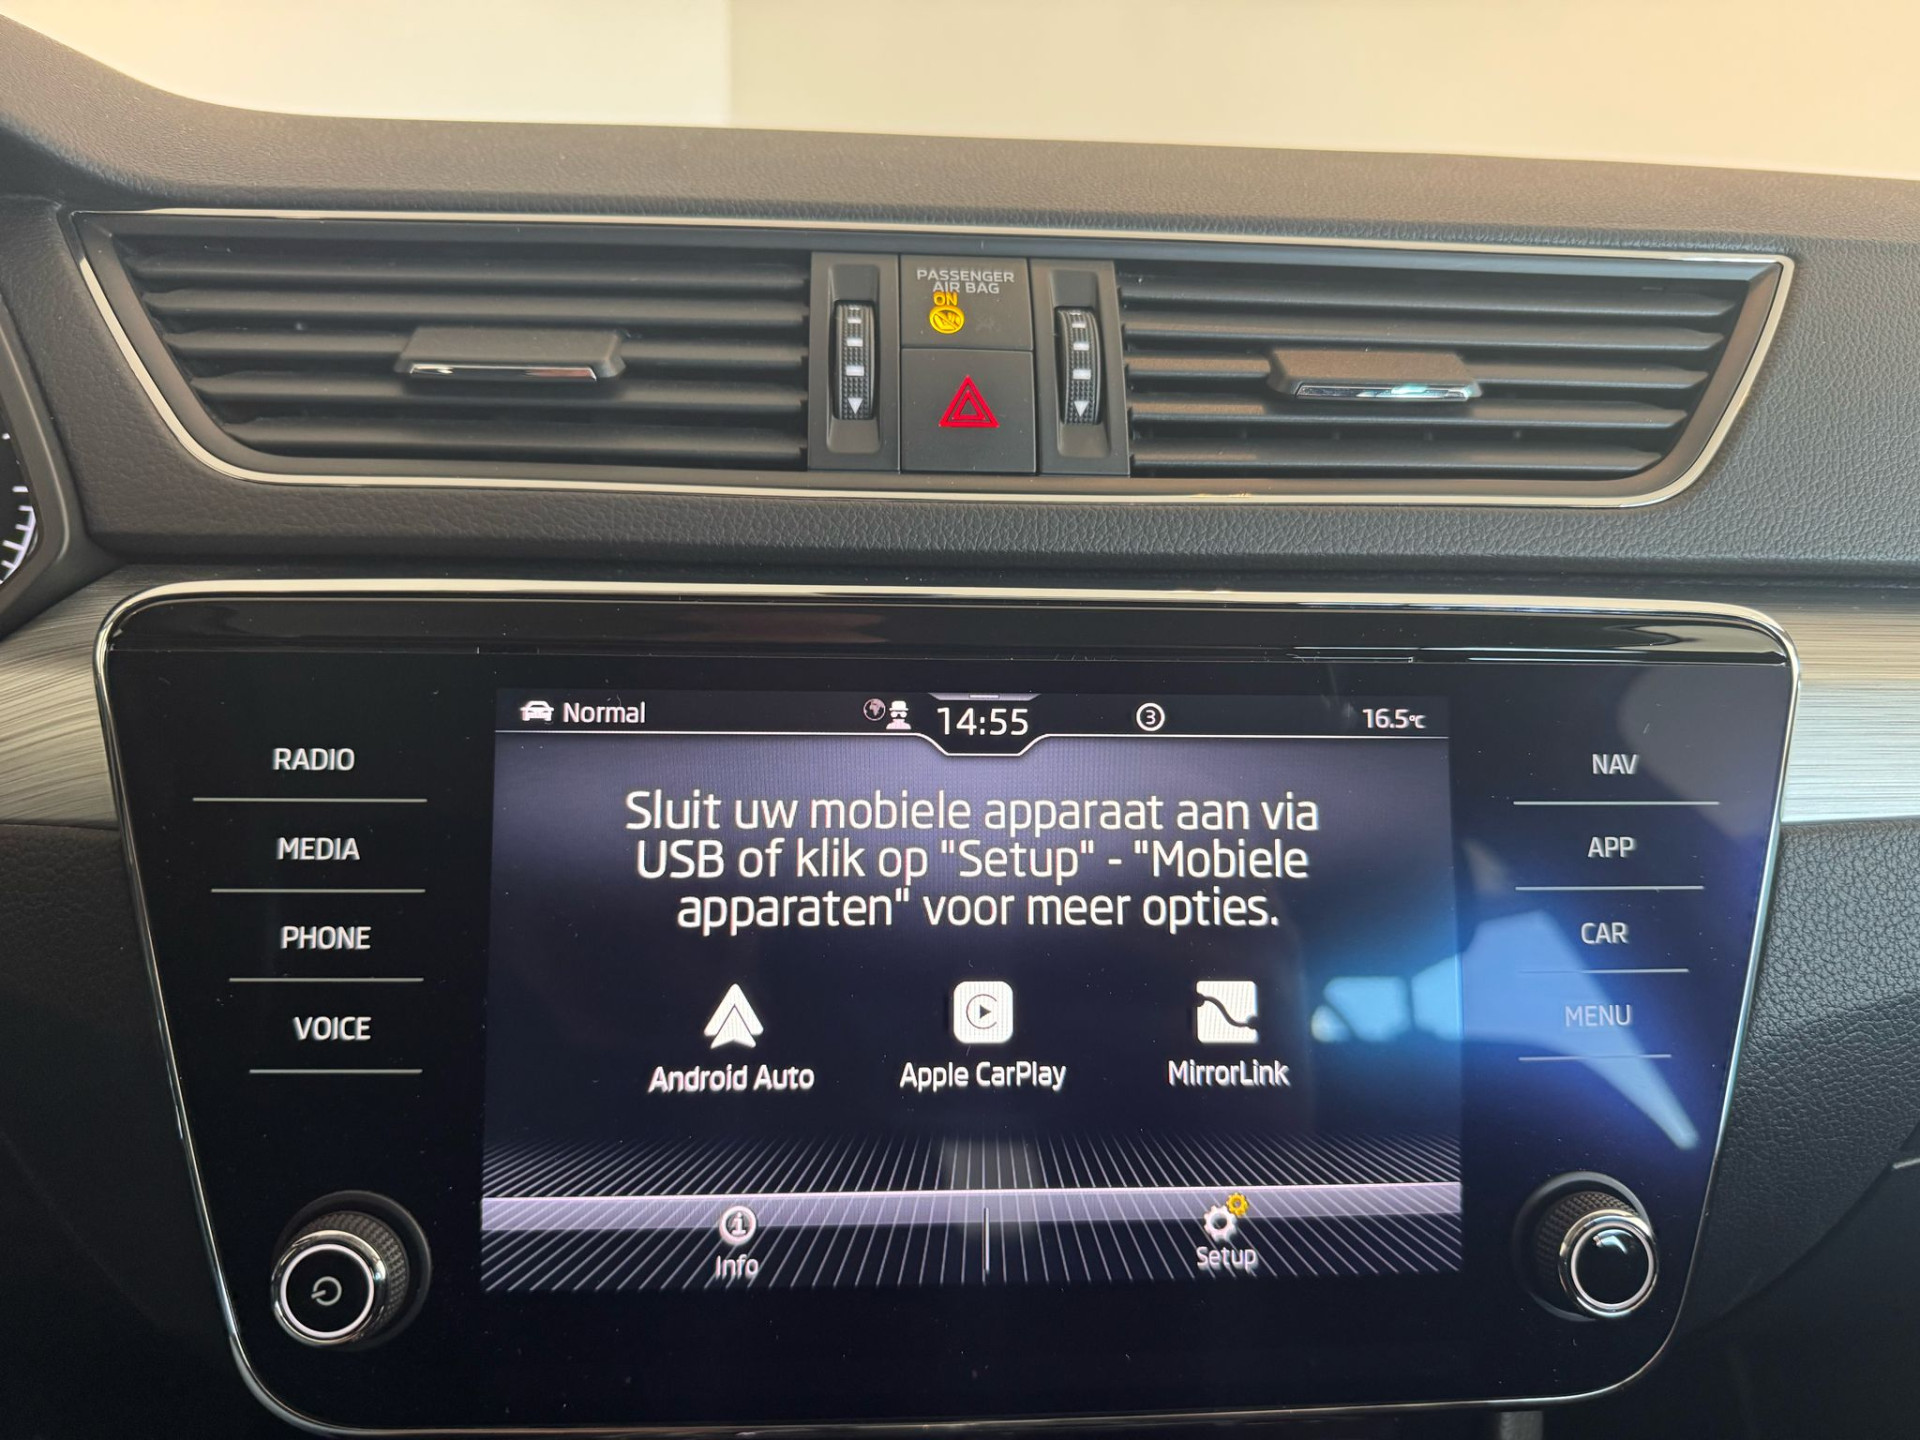 PASSENGER
AIR BAG
ON
Normal
14:55
3
16.5°C
RADIO
MEDIA
PHONE
VOICE
Sluit uw mobiele apparaat aan via
USB of klik op "Setup" - "Mobiele
apparaten" voor meer opties.
Android Auto
Apple CarPlay
MirrorLink
Info
Setup
NAV
APP
CAR
MENU